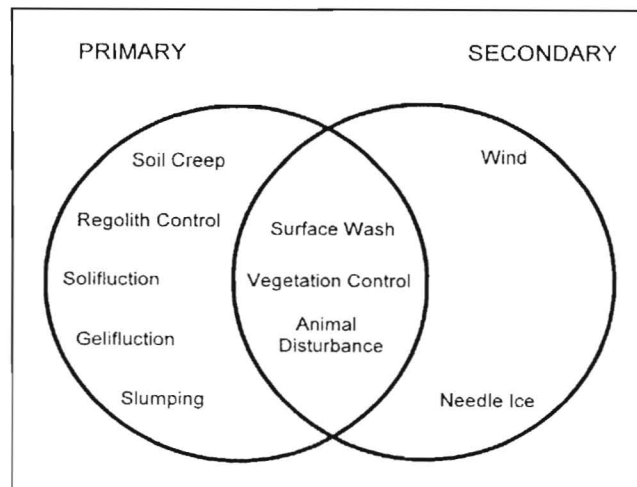 PRIMARY
SECONDARY
Soil Creep
Regolith Control
Solifluction
Gelifluction
Slumping
Surface Wash
Vegetation Control
Animal
Disturbance
Wind
Needle Ice